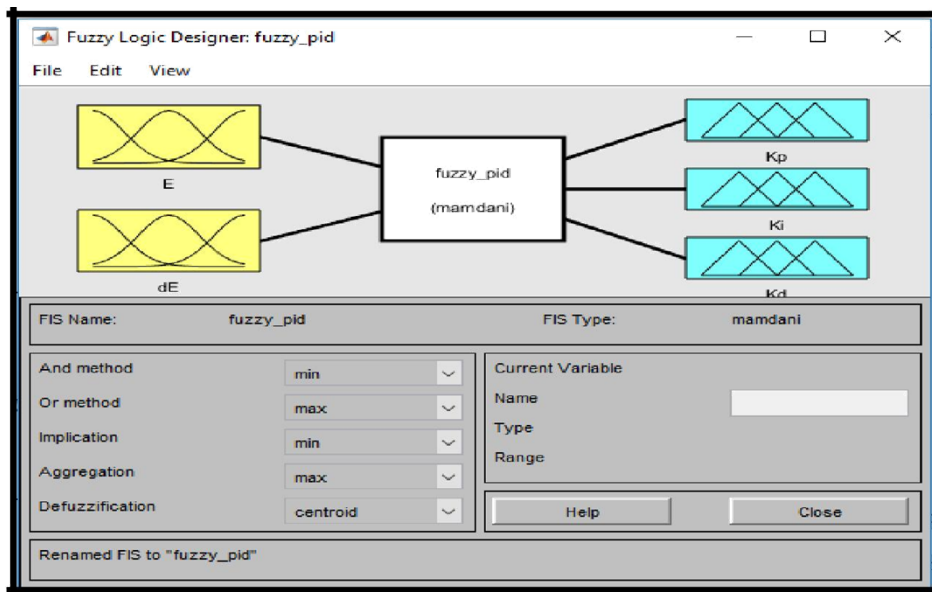 Fuzzy Logic Designer: fuzzy_pid
File Edit View
E
dE
fuzzy_pid
(mamdani)
Kp
Ki
Kd
FIS Name: fuzzy_pid FIS Type: mamdani
And method min
Or method max
Implication min
Aggregation max
Defuzzification centroid
Current Variable
Name
Type
Range
Help Close
Renamed FIS to "fuzzy_pid"